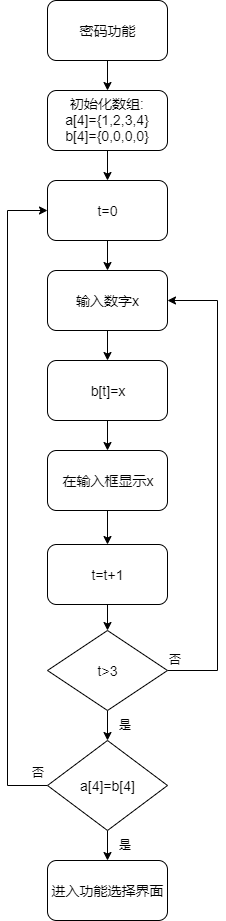 密码功能
初始化数组:
a[4]={1,2,3,4}
b[4]={0,0,0,0}
t=0
输入数字x
b[t]=x
在输入框显示x
t=t+1
t>3
否
是
a[4]=b[4]
否
是
进入功能选择界面